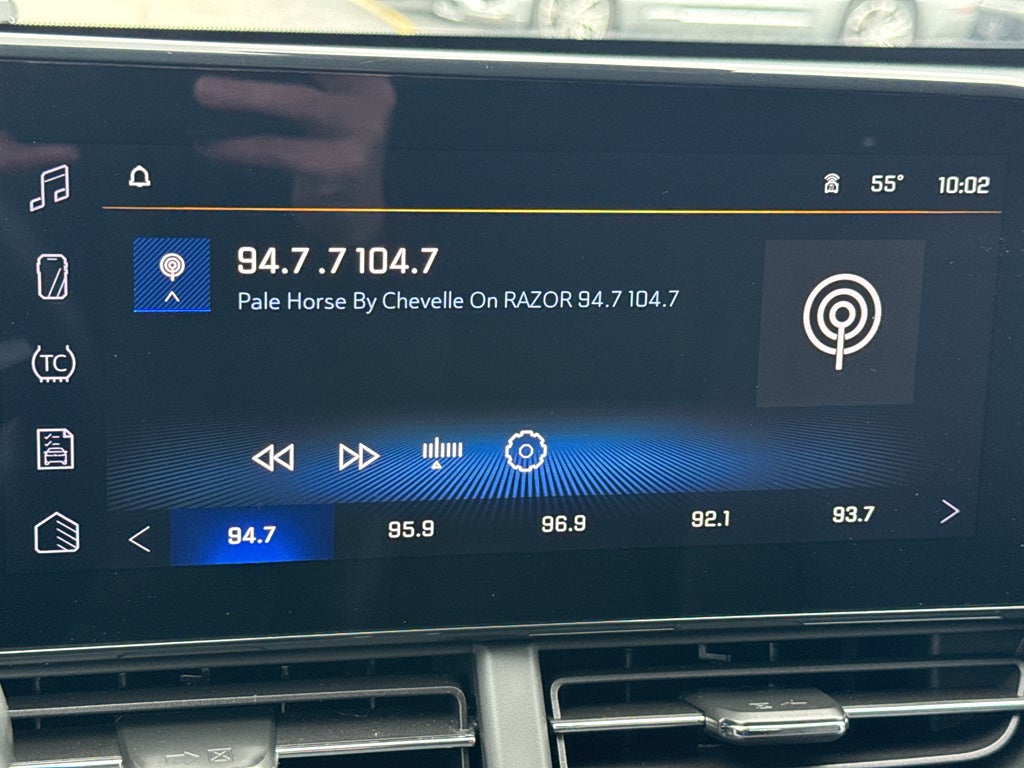 55° 10:02
94.7 .7 104.7
Pale Horse By Chevelle On RAZOR 94.7 104.7
TC
94.7 95.9 96.9 92.1 93.7